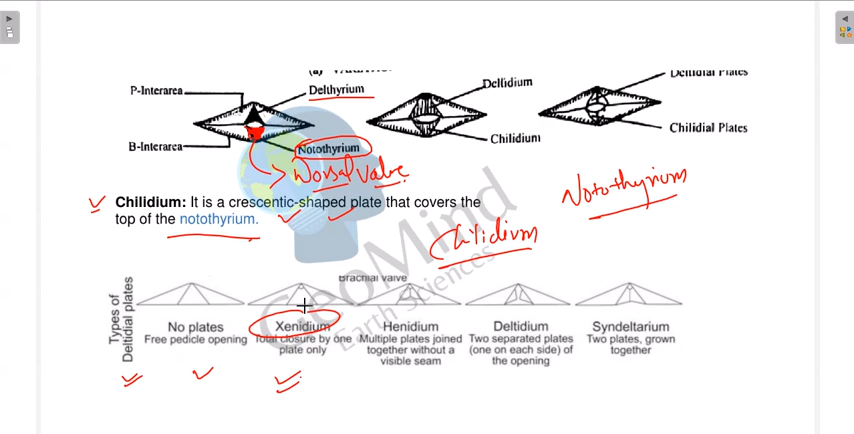 P-Interarea
Delthyrium
Deltidium
Deltidial Plates
B-Interarea
Notothyrium
Chilidium
Chilidial Plates
Dorsal Valve
Notothyrium
Chilidium: It is a crescentic-shaped plate that covers the
top of the notothyrium.
Chilidium
GeoMind
Earth Sciences
Brachial valve
Types of
Deltidial plates
No plates
Free pedicle opening
Xenidium
Total closure by one
plate only
Henidium
Multiple plates joined
together without a
visible seam
Deltidium
Two separated plates
(one on each side) of
the opening
Syndeltarium
Two plates, grown
together